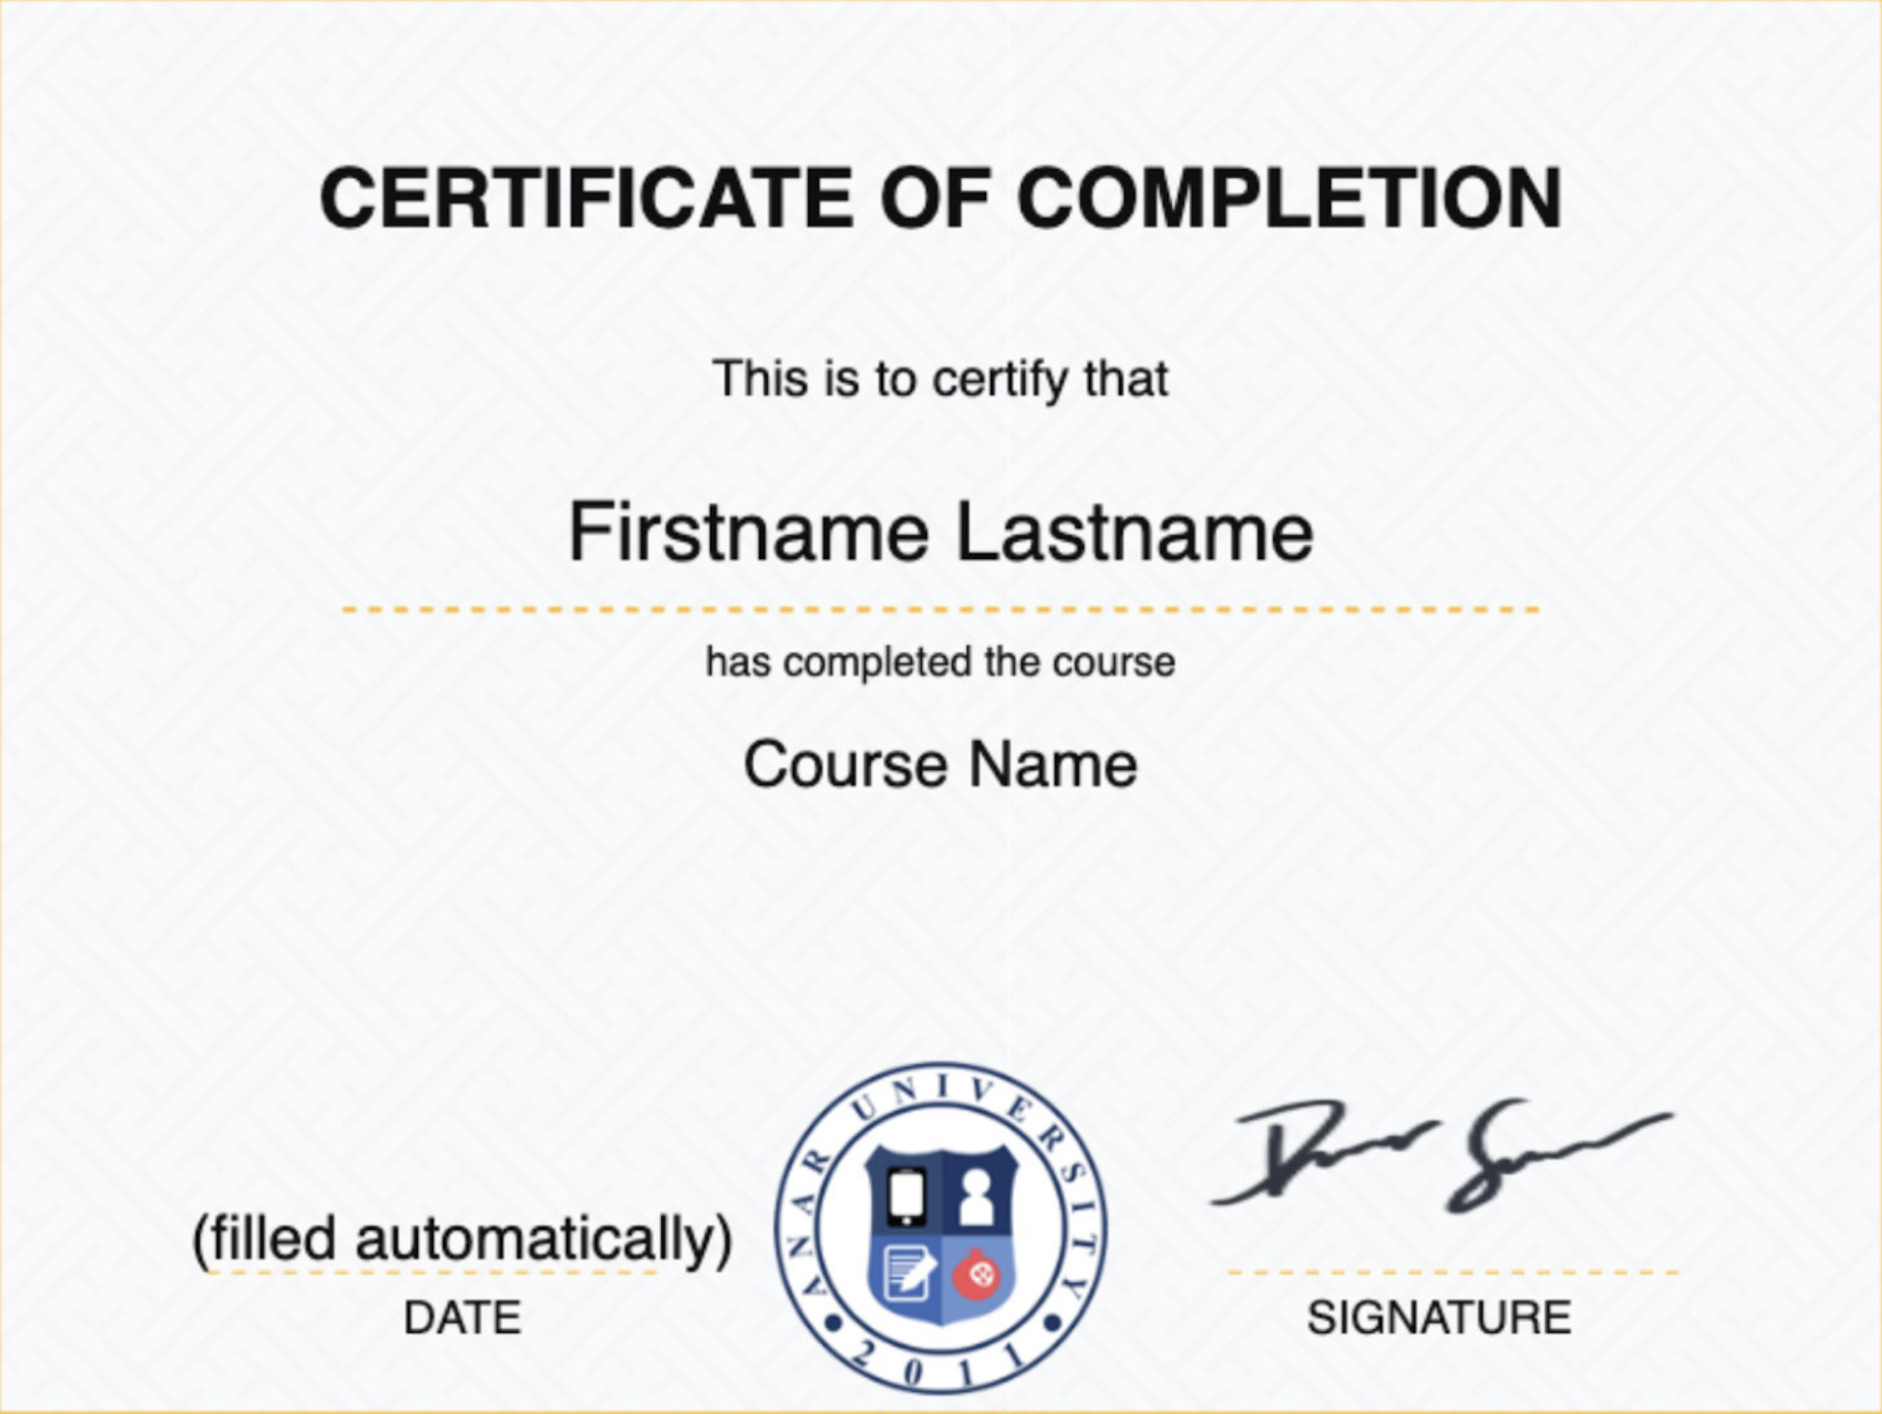 CERTIFICATE OF COMPLETION
This is to certify that
Firstname Lastname
has completed the course
Course Name
(filled automatically)
DATE
ANAR UNIVERSITY
2011
SIGNATURE